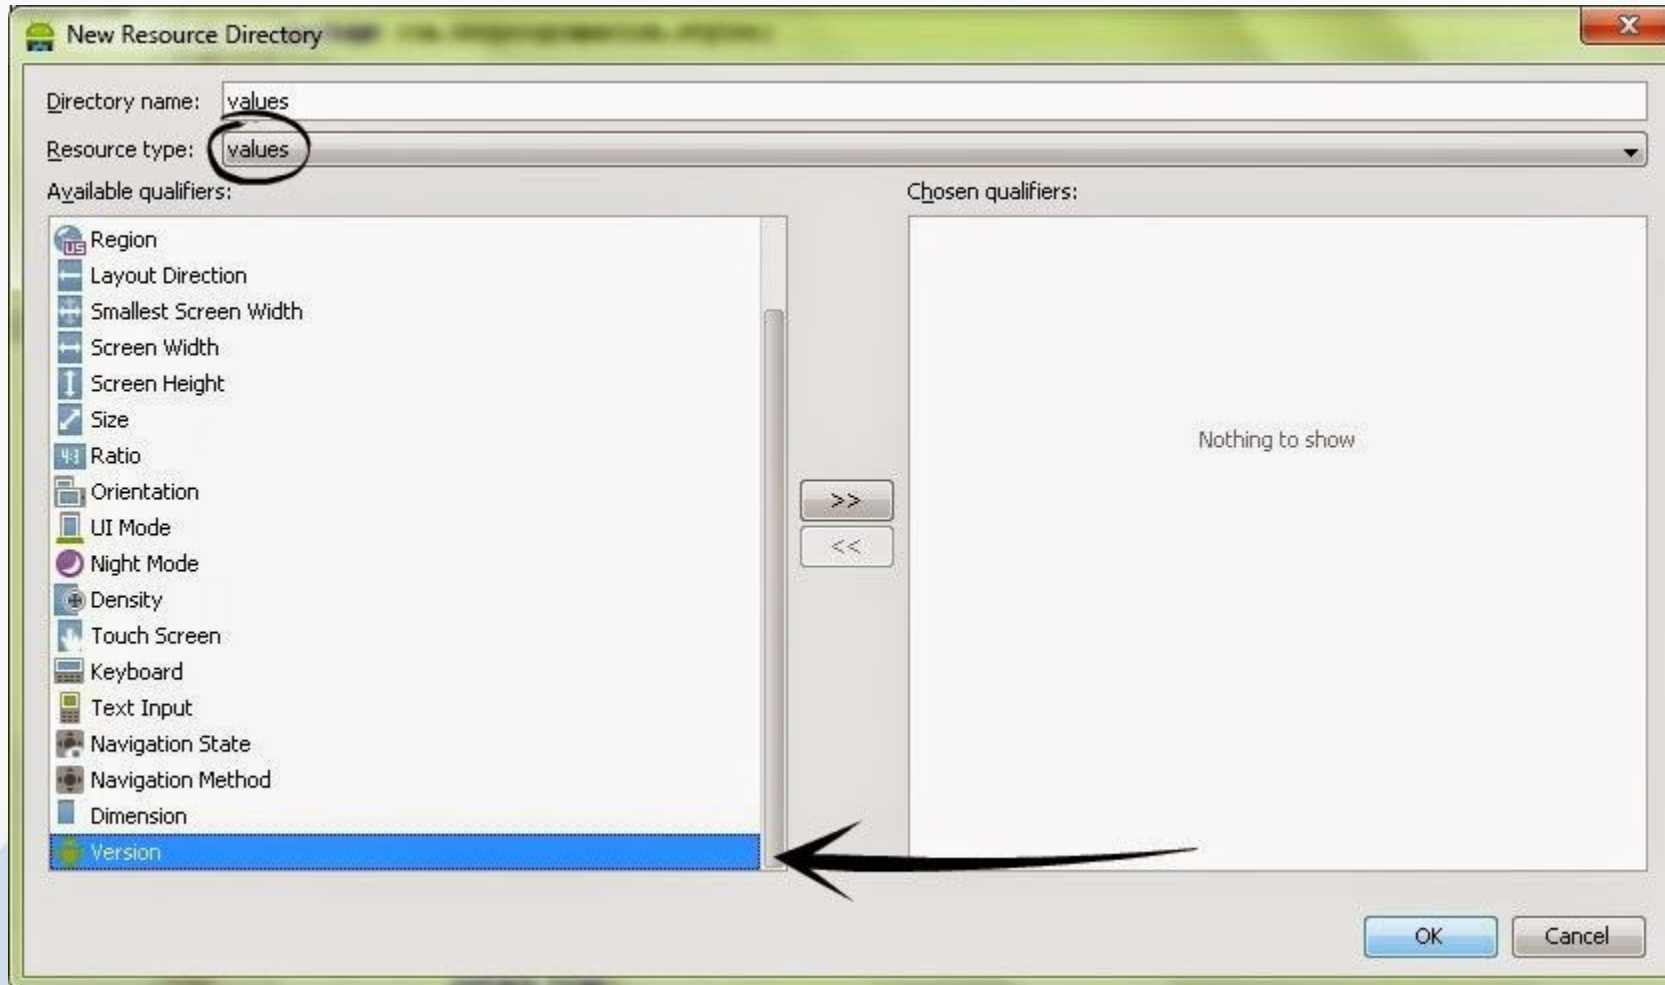 New Resource Directory
Directory name: values
Resource type: values
Available qualifiers:
Chosen qualifiers:
Region
Layout Direction
Smallest Screen Width
Screen Width
Screen Height
Size
4:3 Ratio
Orientation
UI Mode
Night Mode
Density
Touch Screen
Keyboard
Text Input
Navigation State
Navigation Method
Dimension
Version
>>
<<
Nothing to show
OK
Cancel